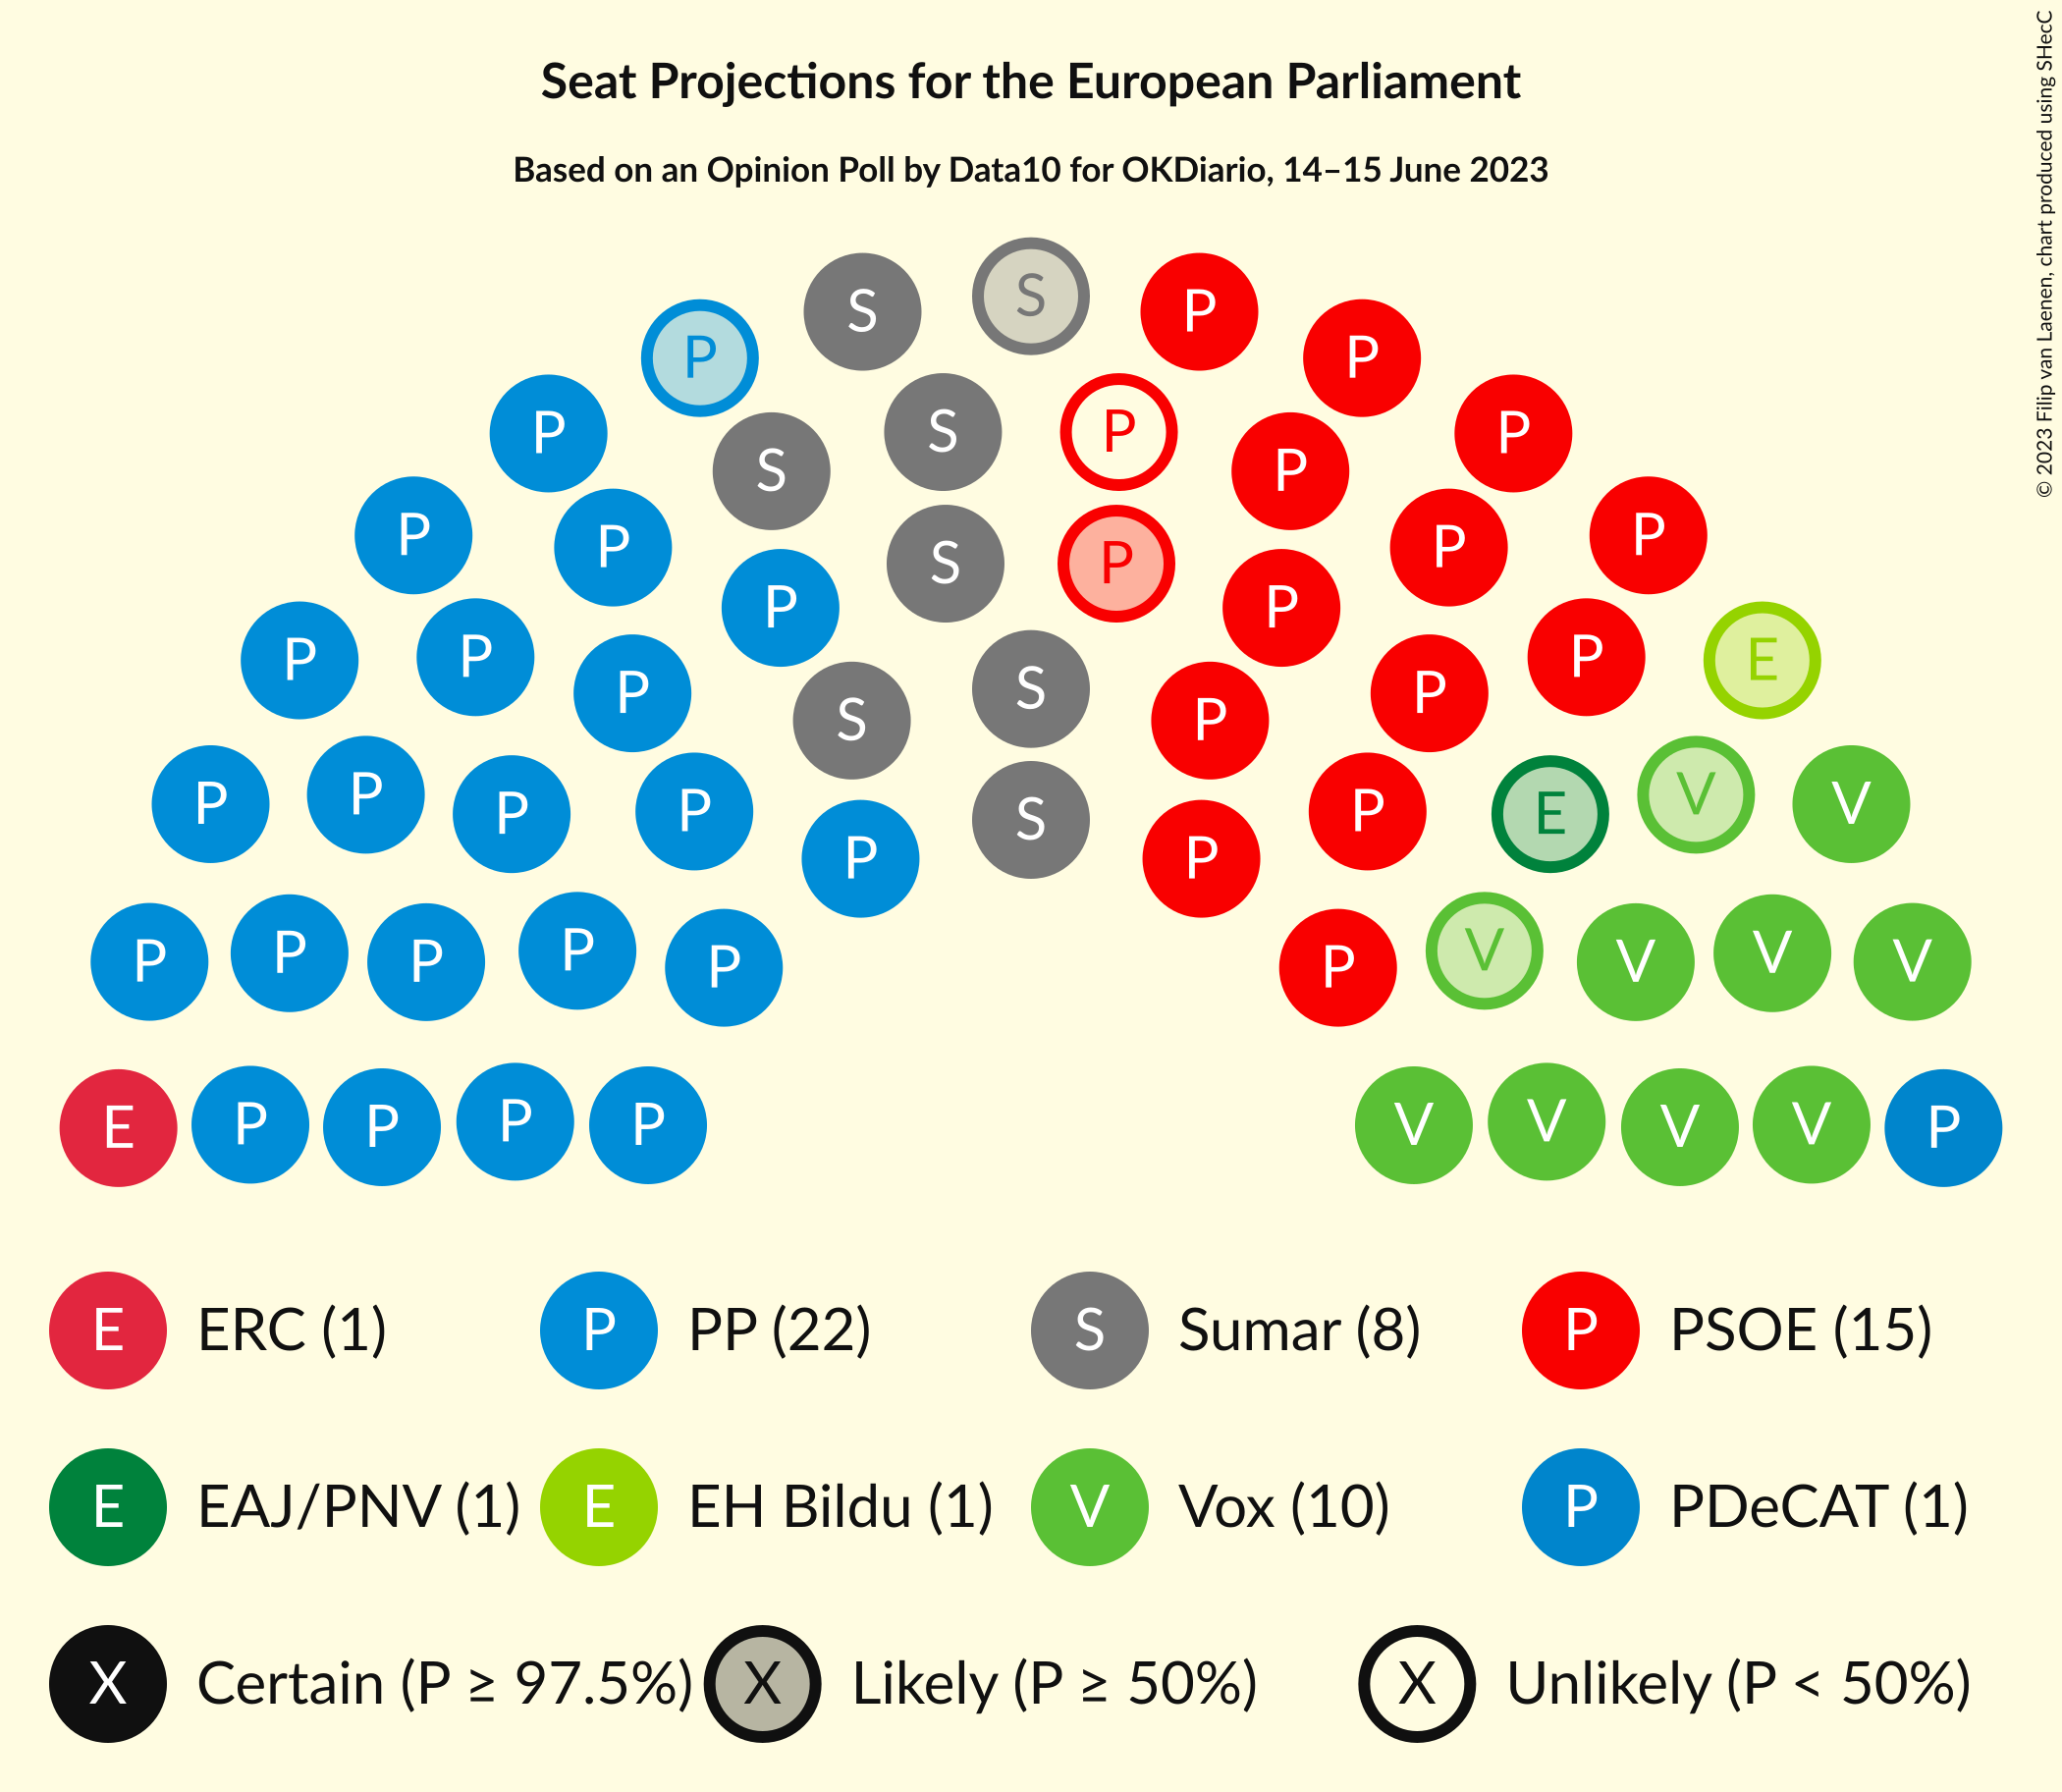 Seat Projections for the European Parliament
Based on an Opinion Poll by Data10 for OKDiario, 14–15 June 2023
© 2023 Filip van Laenen, chart produced using SHecC
S
P S P
P S P
P S P P
P S P
P P P P
P S P
P P P E
P P P P
P S P
P P V V
P P E
P S P
P P P
P P V V
P P V V
P P P V
E P P P P V V V V P
E ERC (1) P PP (22) S Sumar (8) P PSOE (15)
E EAJ/PNV (1) E EH Bildu (1) V Vox (10) P PDeCAT (1)
X Certain (P ≥ 97.5%) X Likely (P ≥ 50%) X Unlikely (P < 50%)